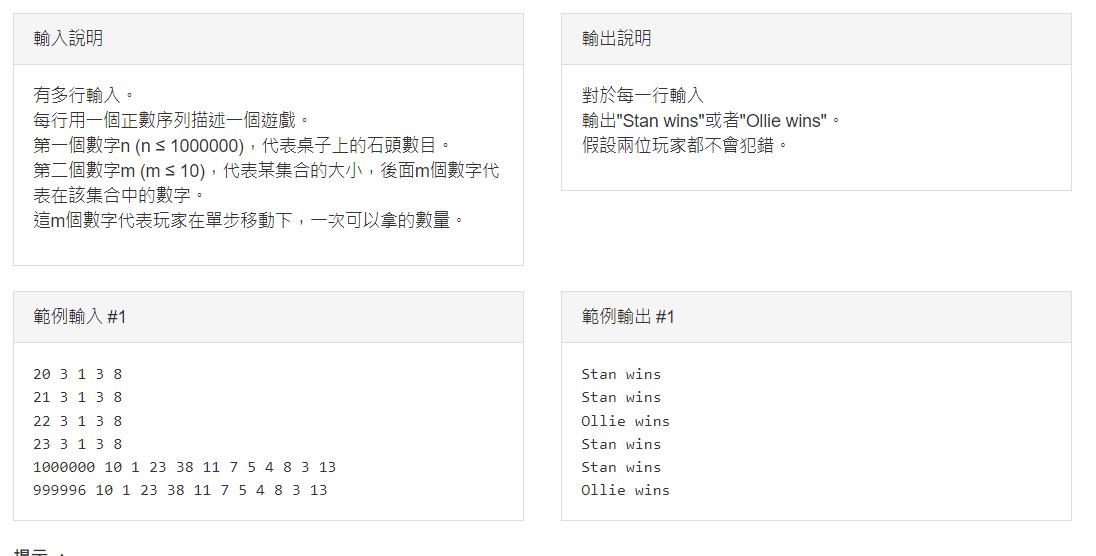 輸入說明
有多行輸入。
每行用一個正數序列描述一個遊戲。
第一個數字n (n ≤ 1000000)，代表桌子上的石頭數目。
第二個數字m (m ≤ 10)，代表某集合的大小，後面m個數字代
表在該集合中的數字。
這m個數字代表玩家在單步移動下，一次可以拿的數量。
輸出說明
對於每一行輸入
輸出"Stan wins"或者"Ollie wins"。
假設兩位玩家都不會犯錯。
範例輸入 #1
20 3 1 3 8
21 3 1 3 8
22 3 1 3 8
23 3 1 3 8
1000000 10 1 23 38 11 7 5 4 8 3 13
999996 10 1 23 38 11 7 5 4 8 3 13
範例輸出 #1
Stan wins
Stan wins
Ollie wins
Stan wins
Stan wins
Ollie wins